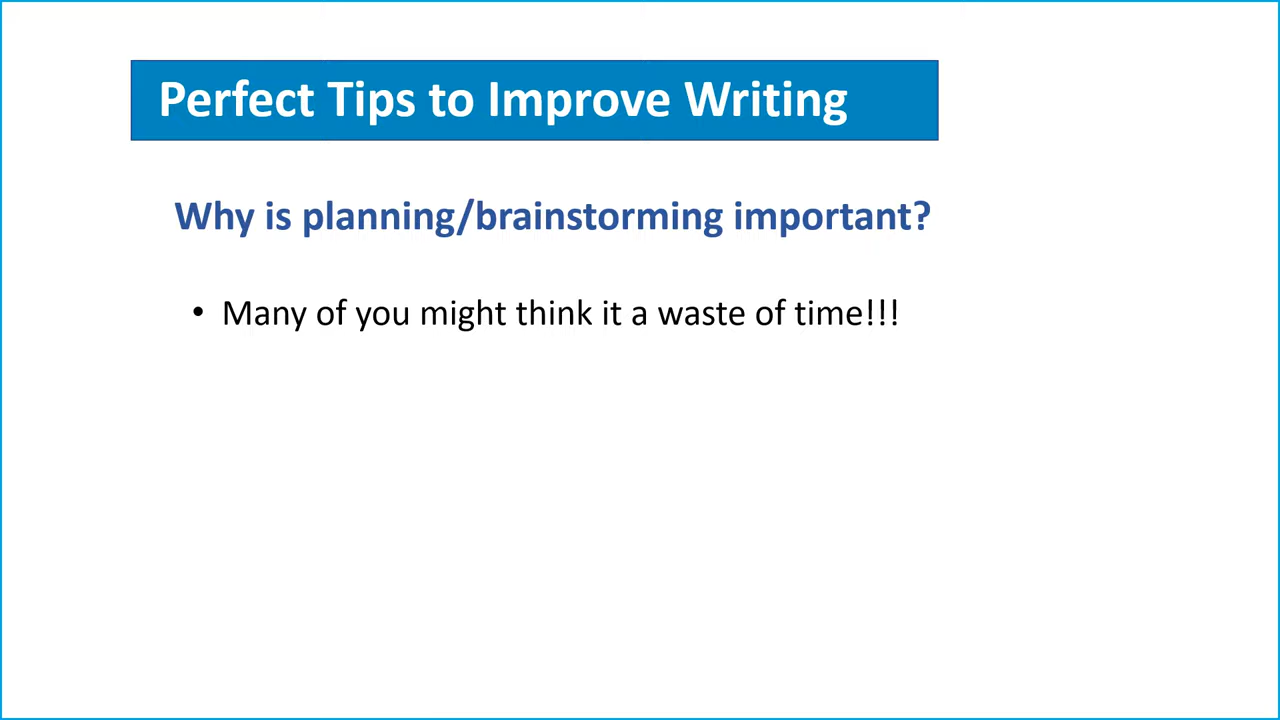 Perfect Tips to Improve Writing
Why is planning/brainstorming important?
• Many of you might think it a waste of time!!!